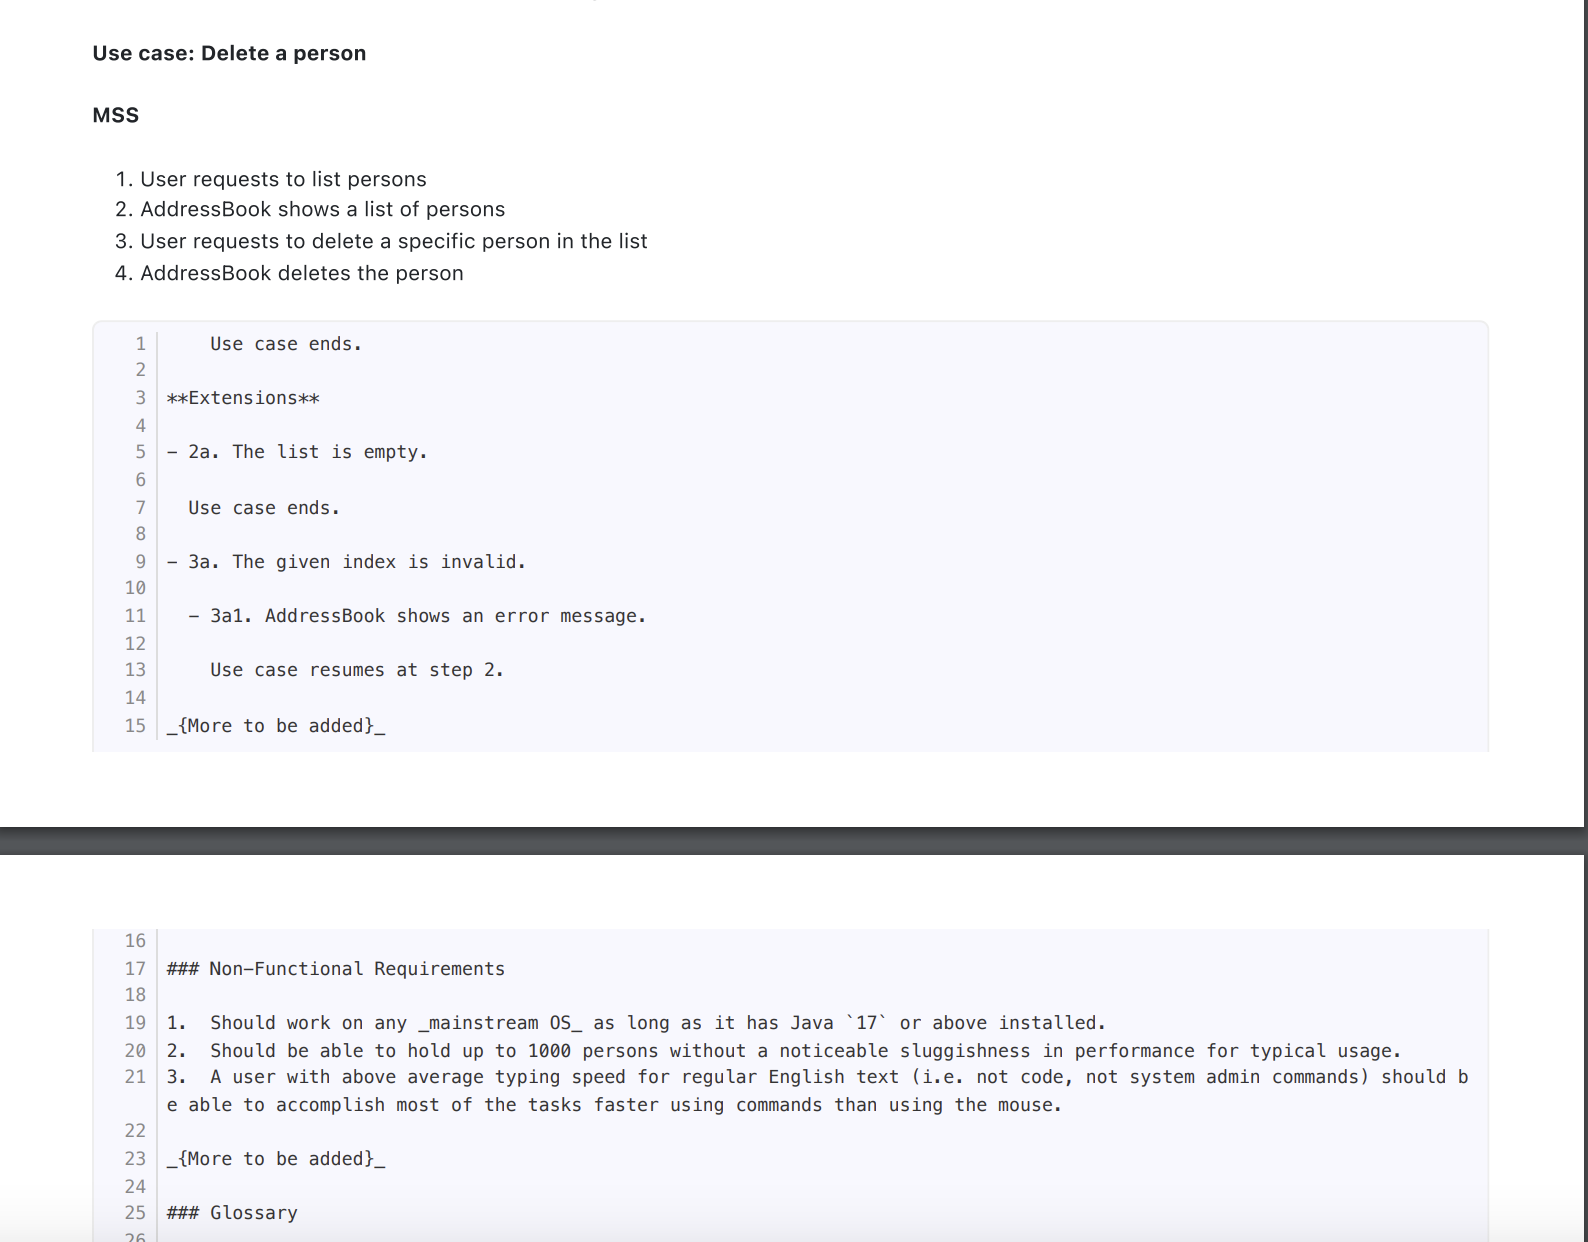 Use case: Delete a person
MSS
1. User requests to list persons
2. AddressBook shows a list of persons
3. User requests to delete a specific person in the list
4. AddressBook deletes the person
1 Use case ends.
2
3 **Extensions**
4
5 - 2a. The list is empty.
6
7 Use case ends.
8
9 - 3a. The given index is invalid.
10
11 - 3a1. AddressBook shows an error message.
12
13 Use case resumes at step 2.
14
15 _{More to be added}_
16
17 ### Non-Functional Requirements
18
19 1. Should work on any _mainstream OS_ as long as it has Java `17` or above installed.
20 2. Should be able to hold up to 1000 persons without a noticeable sluggishness in performance for typical usage.
21 3. A user with above average typing speed for regular English text (i.e. not code, not system admin commands) should b
e able to accomplish most of the tasks faster using commands than using the mouse.
22
23 _{More to be added}_
24
25 ### Glossary
26